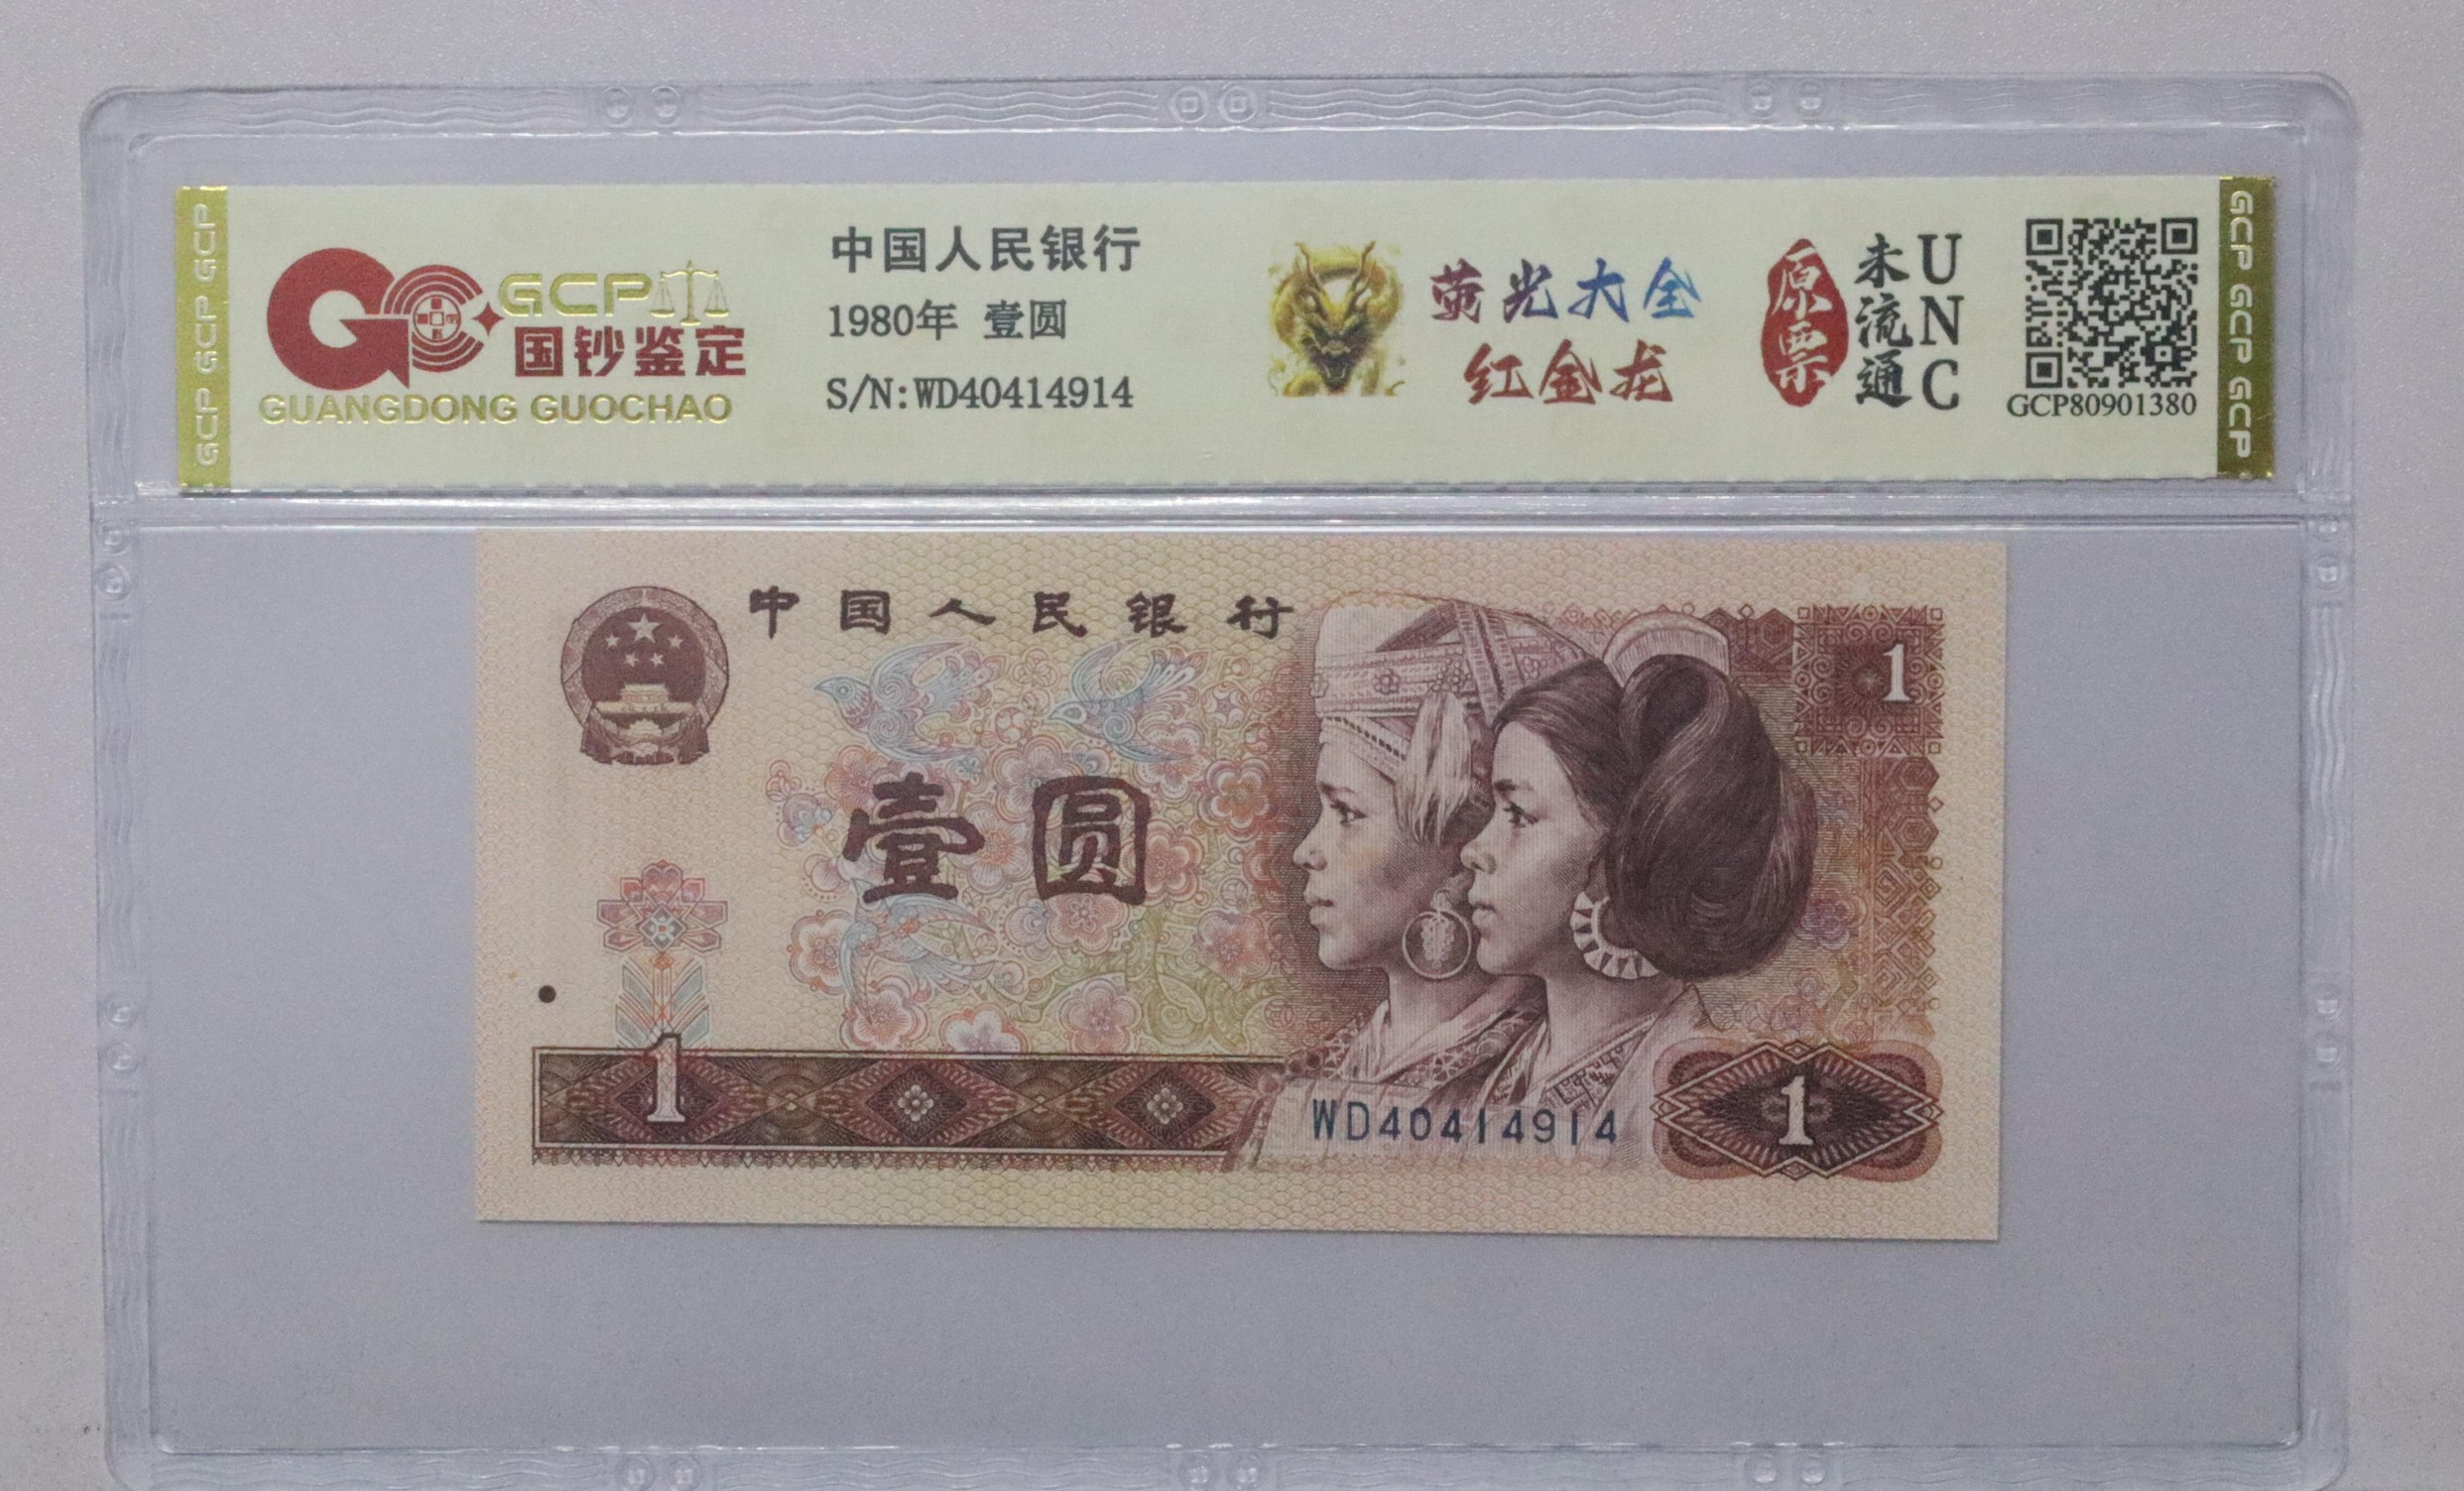 GCP GCP GCP
GCP
国钞鉴定
GUANGDONG GUOCHAO
中国人民银行
1980年 壹圆
S/N:WD40414914
荧光大全
红金龙
原票
未流通
UNC
GCP80901380
GCP GCP GCP GCP
中国人民银行
1
壹圆
1
WD40414914
1